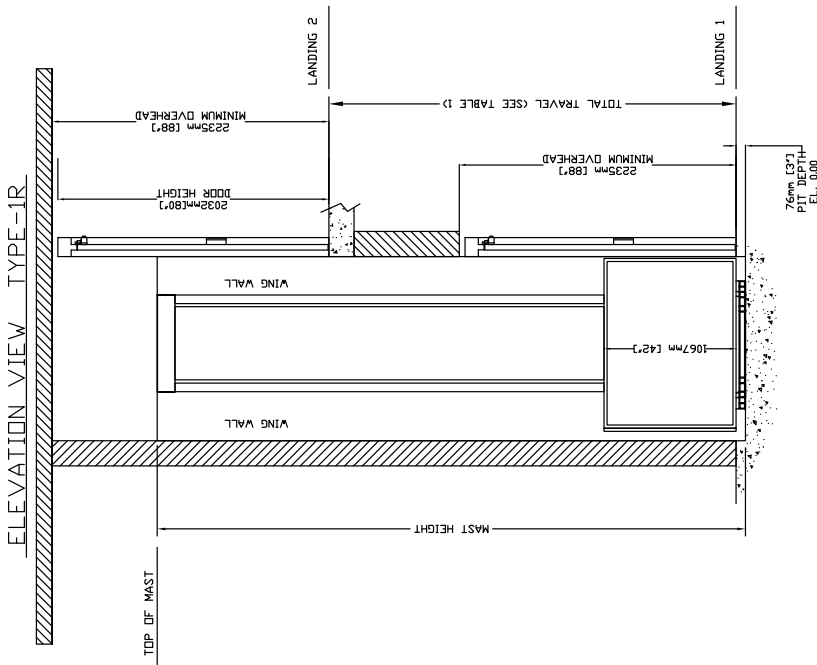 ELEVATION VIEW TYPE-1R
LANDING 2
LANDING 1
2235mm [88"]
MINIMUM OVERHEAD
2032mm[80"]
DOOR HEIGHT
TOTAL TRAVEL (SEE TABLE 1)
2235mm [88"]
MINIMUM OVERHEAD
76mm [3"]
PIT DEPTH
EL. 0.00
WING WALL
WING WALL
1067mm [42"]
MAST HEIGHT
TOP OF MAST